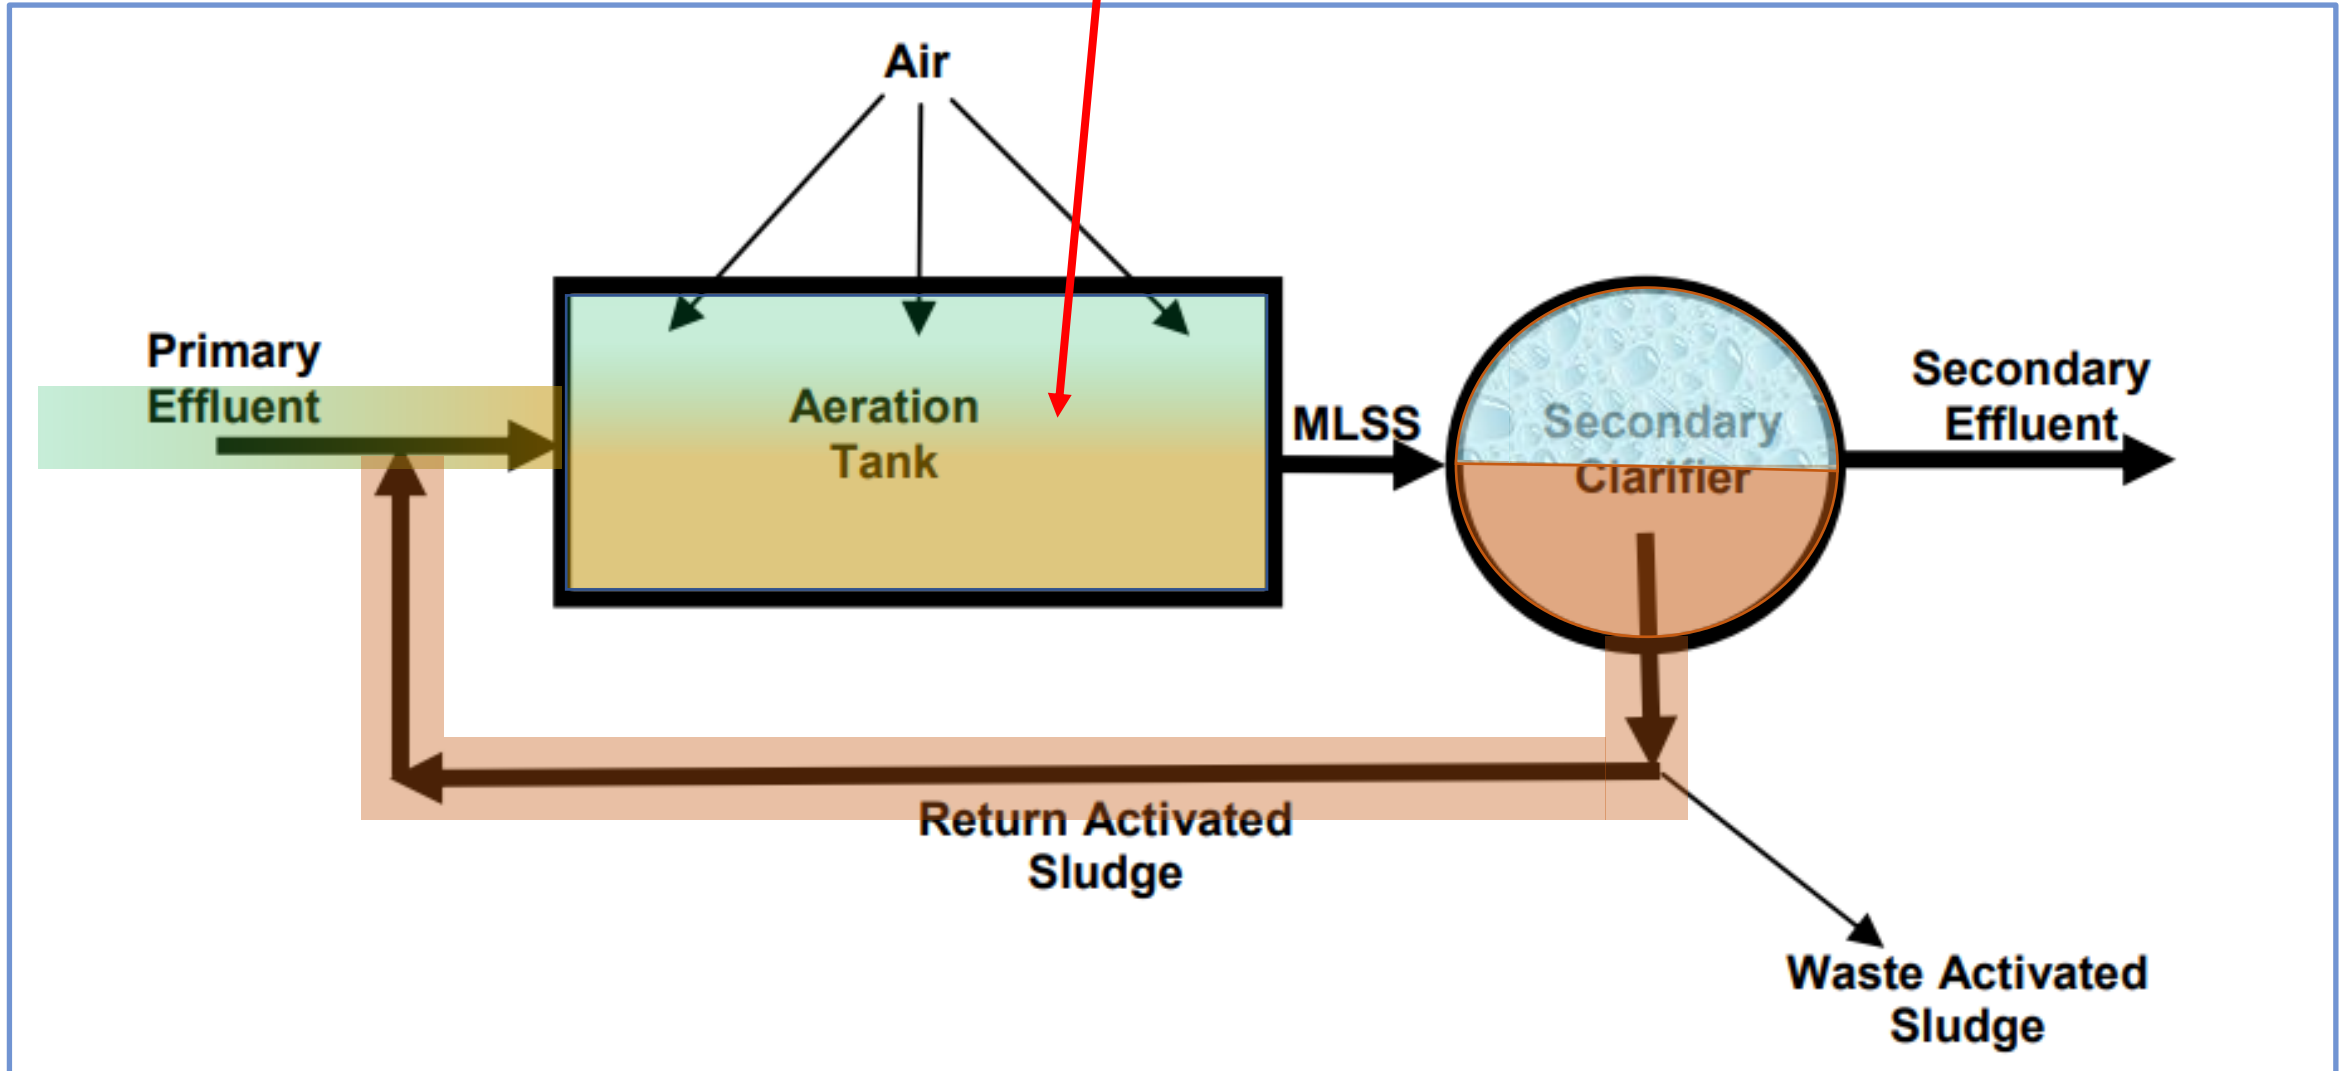 Air
Primary
Effluent
Aeration
Tank
MLSS
Secondary
Clarifier
Secondary
Effluent
Return Activated
Sludge
Waste Activated
Sludge